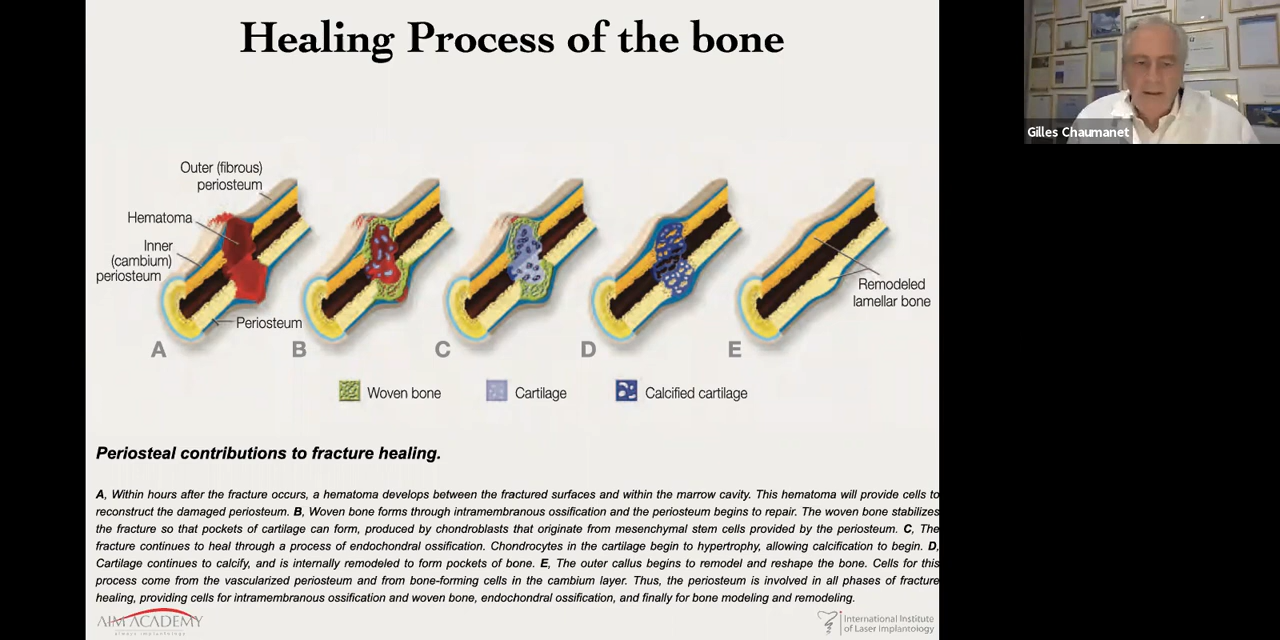 Healing Process of the bone
Gilles Chaumanet
Outer (fibrous)
periosteum
Hematoma
Inner
(cambium)
periosteum
Periosteum
Remodeled
lamellar bone
A
B
C
D
E
Woven bone
Cartilage
Calcified cartilage
Periosteal contributions to fracture healing.
A, Within hours after the fracture occurs, a hematoma develops between the fractured surfaces and within the marrow cavity. This hematoma will provide cells to
reconstruct the damaged periosteum. B, Woven bone forms through intramembranous ossification and the periosteum begins to repair. The woven bone stabilizes
the fracture so that pockets of cartilage can form, produced by chondroblasts that originate from mesenchymal stem cells provided by the periosteum. C, The
fracture continues to heal through a process of endochondral ossification. Chondrocytes in the cartilage begin to hypertrophy, allowing calcification to begin. D,
Cartilage continues to calcify, and is internally remodeled to form pockets of bone. E, The outer callus begins to remodel and reshape the bone. Cells for this
process come from the vascularized periosteum and from bone-forming cells in the cambium layer. Thus, the periosteum is involved in all phases of fracture
healing, providing cells for intramembranous ossification and woven bone, endochondral ossification, and finally for bone modeling and remodeling.
AIM ACADEMY
always implantology
International Institute
of Laser Implantology